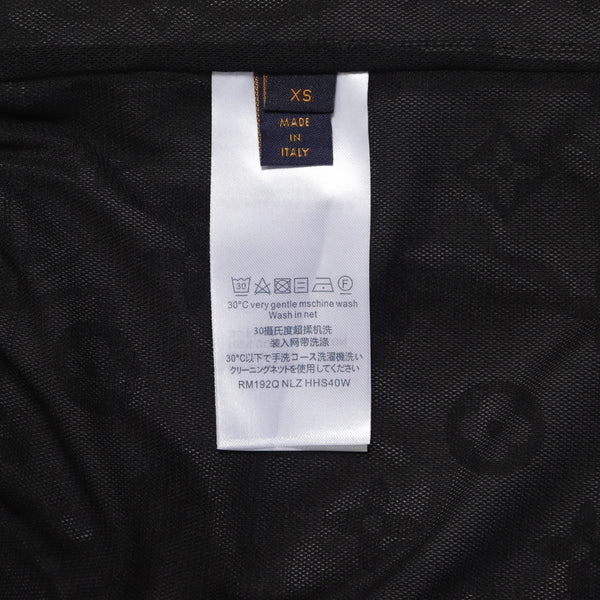 XS
MADE
IN
ITALY
30
F
30°C very gentle mschine wash
Wash in net
30攝氏度超揉机洗
装入网带洗涤
30℃以下で手洗コース洗濯機洗い
クリーニングネットを使用してください
RM192Q NLZ HHS40W